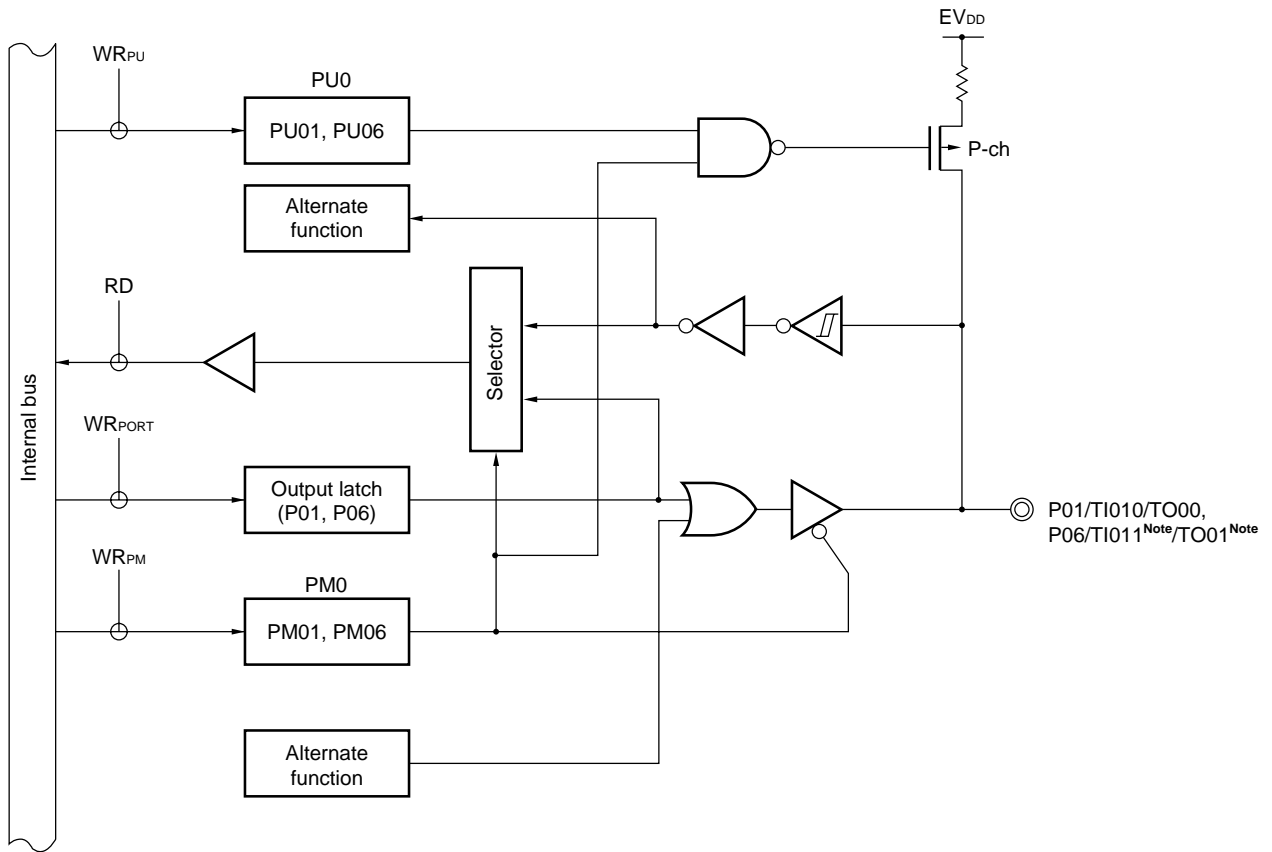 EVDD
WRPU
PU0
PU01, PU06
P-ch
Alternate
function
RD
Selector
Internal bus
WRPORT
Output latch
(P01, P06)
P01/TI010/TO00,
P06/TI011Note/TO01Note
WRPM
PM0
PM01, PM06
Alternate
function